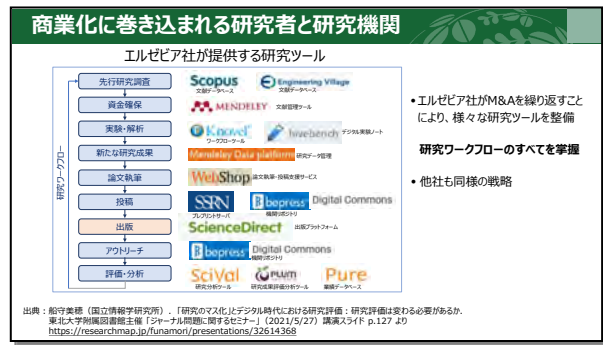 商業化に巻き込まれる研究者と研究機関
エルゼビア社が提供する研究ツール
研究ワークフロー
先行研究調査
Scopus
文献データベース
Engineering Village
文献データベース
資金確保
MENDELEY 文献管理ツール
実験・解析
Knovel
ワークフローツール
hivebench デジタル実験ノート
新たな研究成果
Mendeley Data platform 研究データ管理
論文執筆
WebShop 論文執筆・投稿支援サービス
投稿
SSRN
プレプリントサーバ
bepress Digital Commons
機関リポジトリ
出版
ScienceDirect 出版プラットフォーム
アウトリーチ
bepress Digital Commons
機関リポジトリ
評価・分析
SciVal
研究分析ツール
PLUM
研究成果評価分析ツール
Pure
業績データベース
•エルゼビア社がM&Aを繰り返すこと
により、様々な研究ツールを整備
研究ワークフローのすべてを掌握
• 他社も同様の戦略
出典：船守美穂（国立情報学研究所）．「研究のマス化」とデジタル時代における研究評価：研究評価は変わる必要があるか.
東北大学附属図書館主催「ジャーナル問題に関するセミナー」（2021/5/27）講演スライド p.127 より
https://researchmap.jp/funamori/presentations/32614368